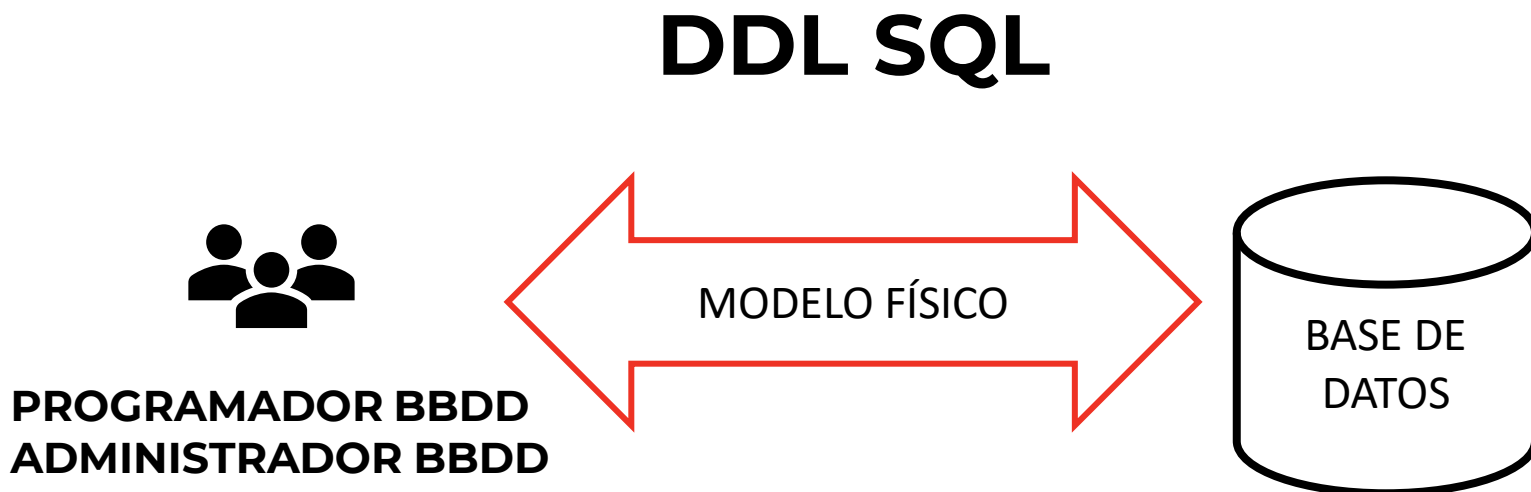 DDL SQL
MODELO FÍSICO
BASE DE
DATOS
PROGRAMADOR BBDD
ADMINISTRADOR BBDD